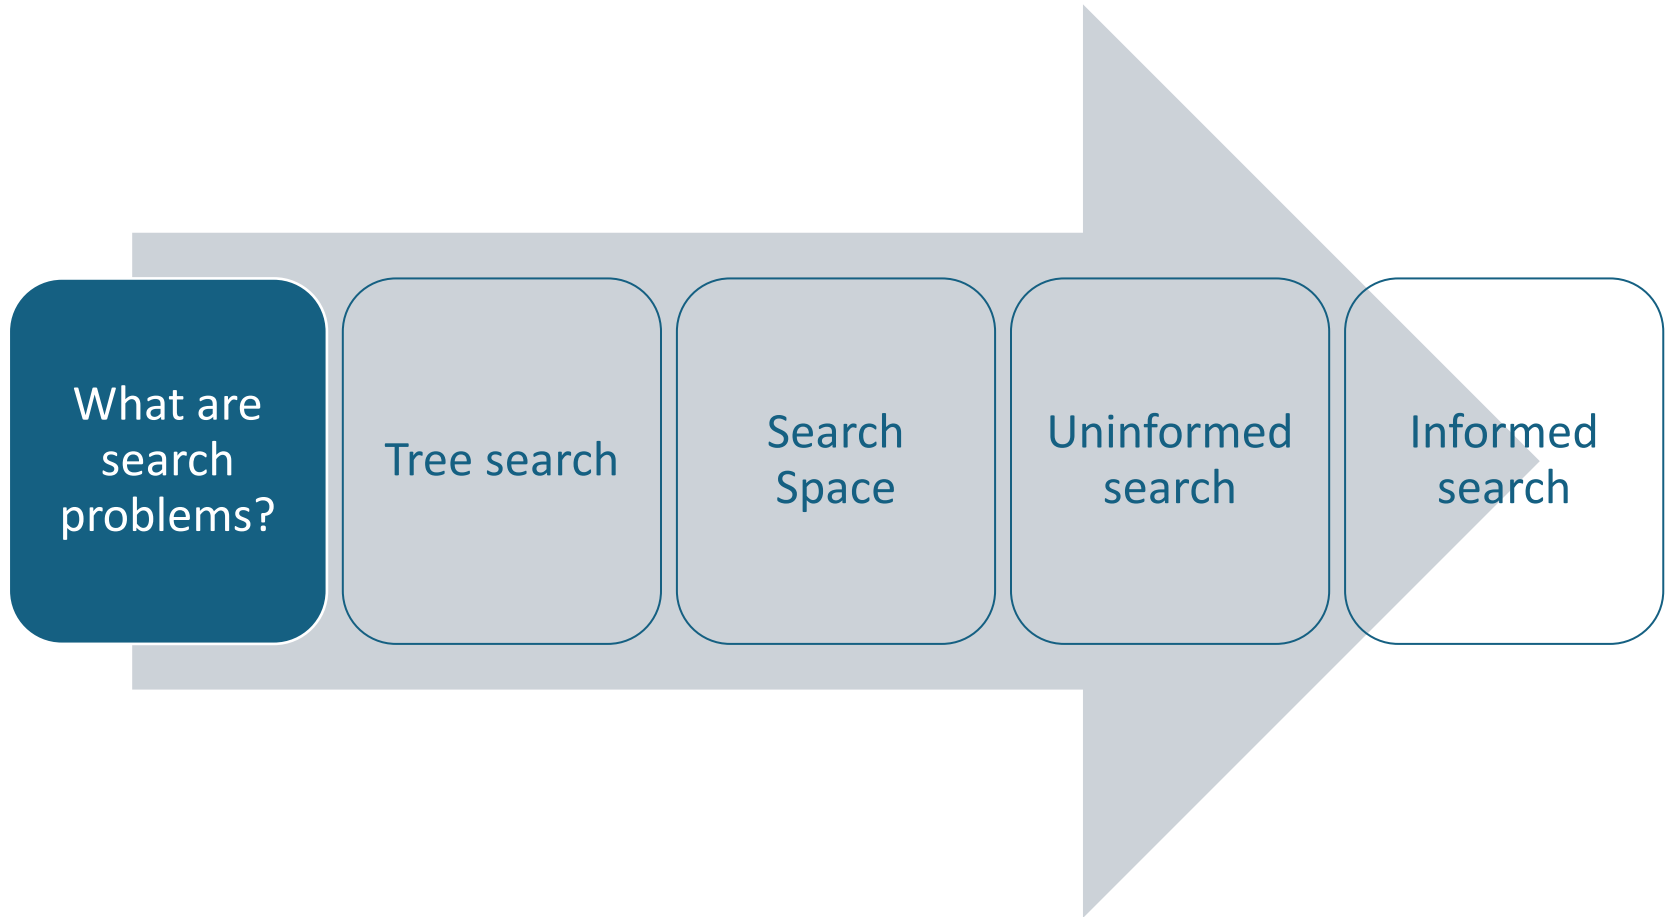 What are
search
problems?
Tree search
Search
Space
Uninformed
search
Informed
search